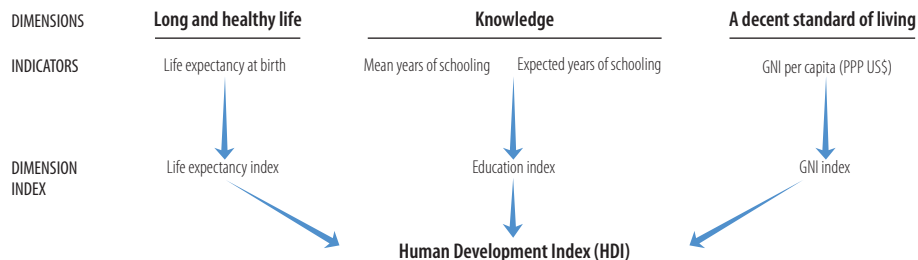 DIMENSIONS Long and healthy life Knowledge A decent standard of living
INDICATORS Life expectancy at birth Mean years of schooling Expected years of schooling GNI per capita (PPP US$)
DIMENSION Life expectancy index Education index GNI index
INDEX
Human Development Index (HDI)